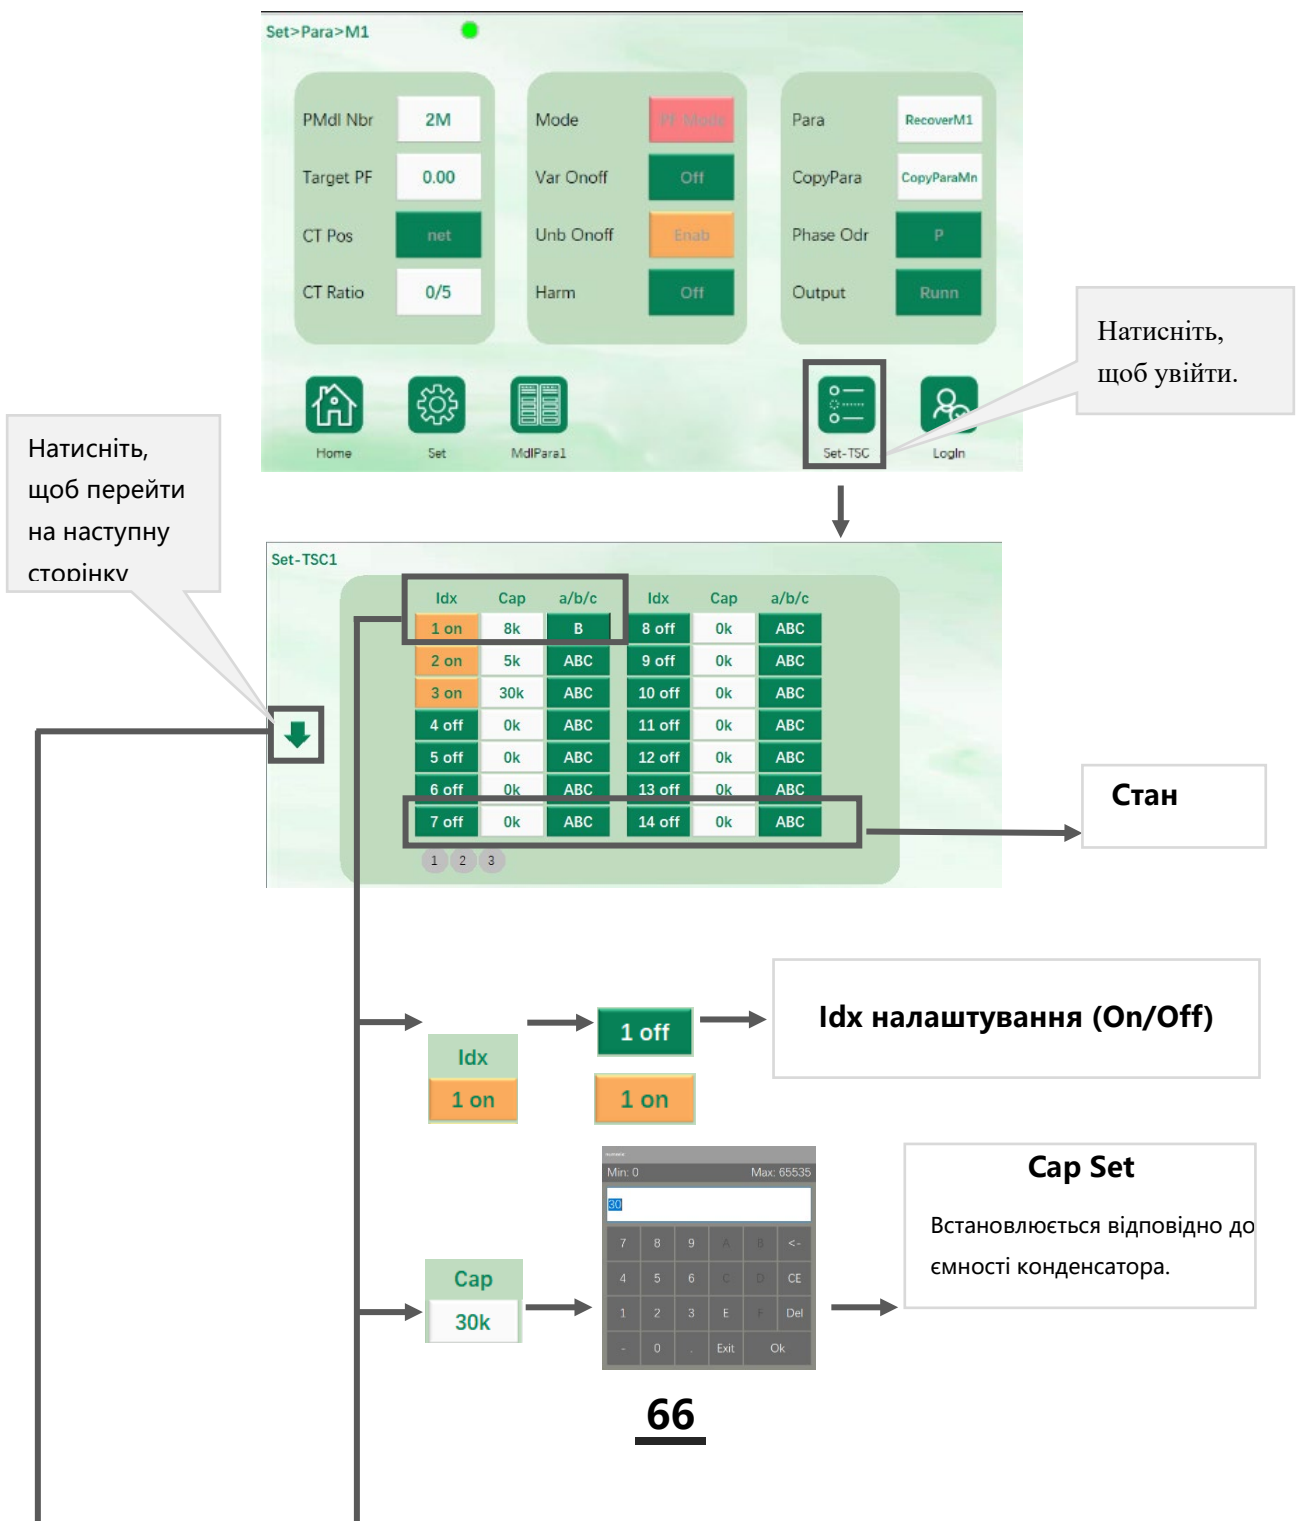 Set>Para>M1
PMdl Nbr 2M Mode PF Mode Para RecoverM1
Target PF 0.00 Var Onoff Off CopyPara CopyParaMn
CT Pos net Unb Onoff Enab Phase Odr P
CT Ratio 0/5 Harm Off Output Runn
Натисніть,
щоб увійти.
Home Set MdlPara1 Set-TSC LogIn
Натисніть,
щоб перейти
на наступну
сторінку
Set-TSC1
Idx Cap a/b/c Idx Cap a/b/c
1 on 8k B 8 off 0k ABC
2 on 5k ABC 9 off 0k ABC
3 on 30k ABC 10 off 0k ABC
4 off 0k ABC 11 off 0k ABC
5 off 0k ABC 12 off 0k ABC
6 off 0k ABC 13 off 0k ABC
7 off 0k ABC 14 off 0k ABC
1 2 3
Стан
Idx
1 on
1 off
1 on
Idx налаштування (On/Off)
Cap
30k
Min: 0 Max: 65535
30
7 8 9 A B <-
4 5 6 C D CE
1 2 3 E F Del
- 0 . Exit Ok
Cap Set
Встановлюється відповідно до
ємності конденсатора.
66